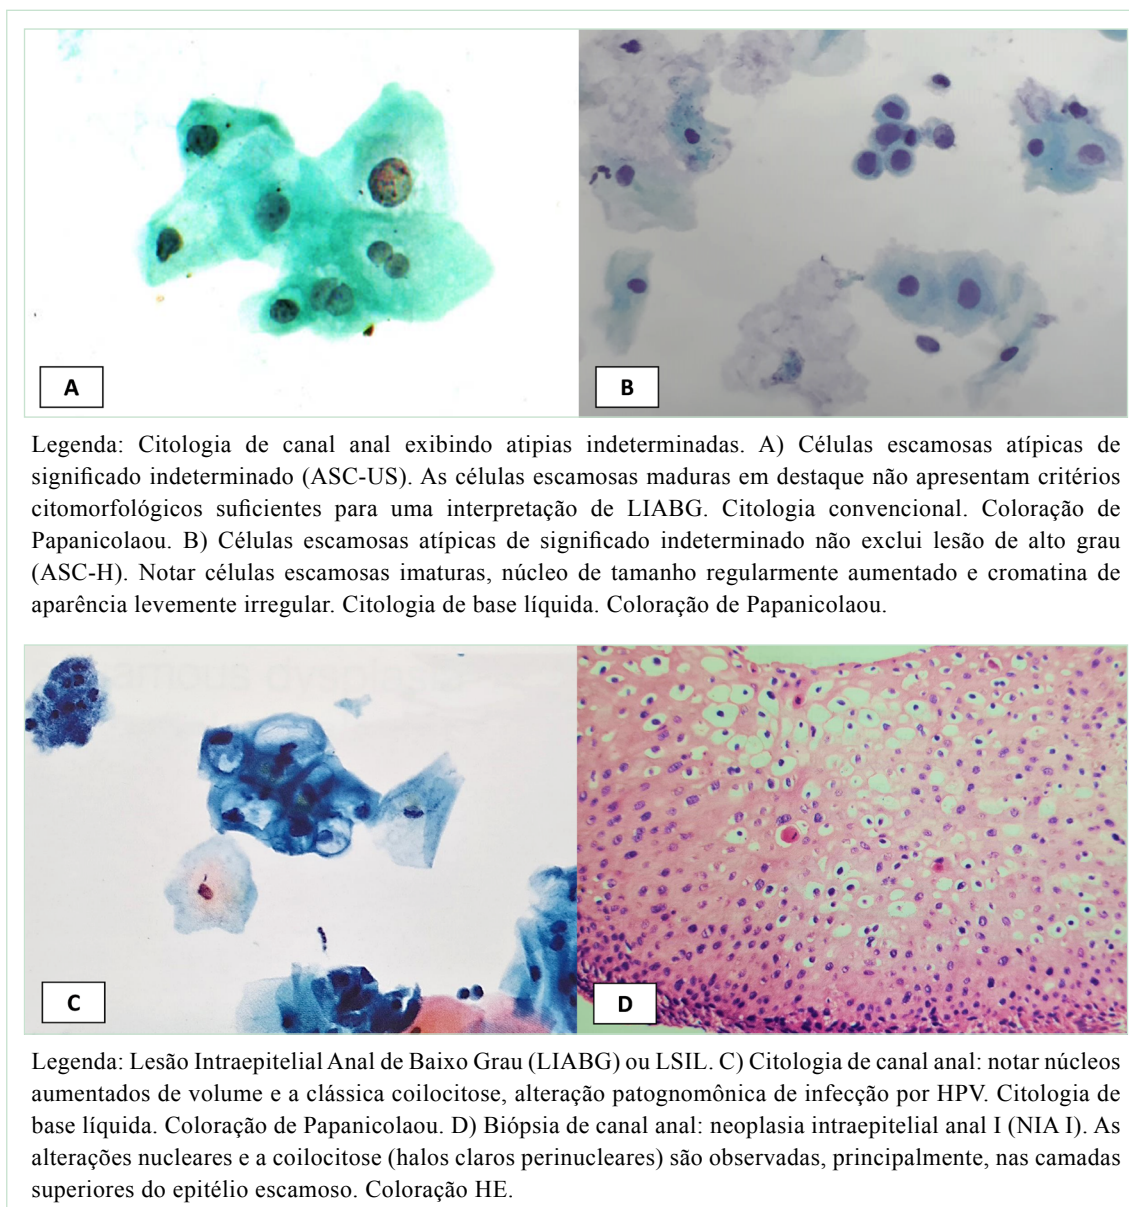 A
B
Legenda: Citologia de canal anal exibindo atipias indeterminadas. A) Células escamosas atípicas de
significado indeterminado (ASC-US). As células escamosas maduras em destaque não apresentam critérios
citomorfológicos suficientes para uma interpretação de LIABG. Citologia convencional. Coloração de
Papanicolaou. B) Células escamosas atípicas de significado indeterminado não exclui lesão de alto grau
(ASC-H). Notar células escamosas imaturas, núcleo de tamanho regularmente aumentado e cromatina de
aparência levemente irregular. Citologia de base líquida. Coloração de Papanicolaou.
C
D
Legenda: Lesão Intraepitelial Anal de Baixo Grau (LIABG) ou LSIL. C) Citologia de canal anal: notar núcleos
aumentados de volume e a clássica coilocitose, alteração patognomônica de infecção por HPV. Citologia de
base líquida. Coloração de Papanicolaou. D) Biópsia de canal anal: neoplasia intraepitelial anal I (NIA I). As
alterações nucleares e a coilocitose (halos claros perinucleares) são observadas, principalmente, nas camadas
superiores do epitélio escamoso. Coloração HE.